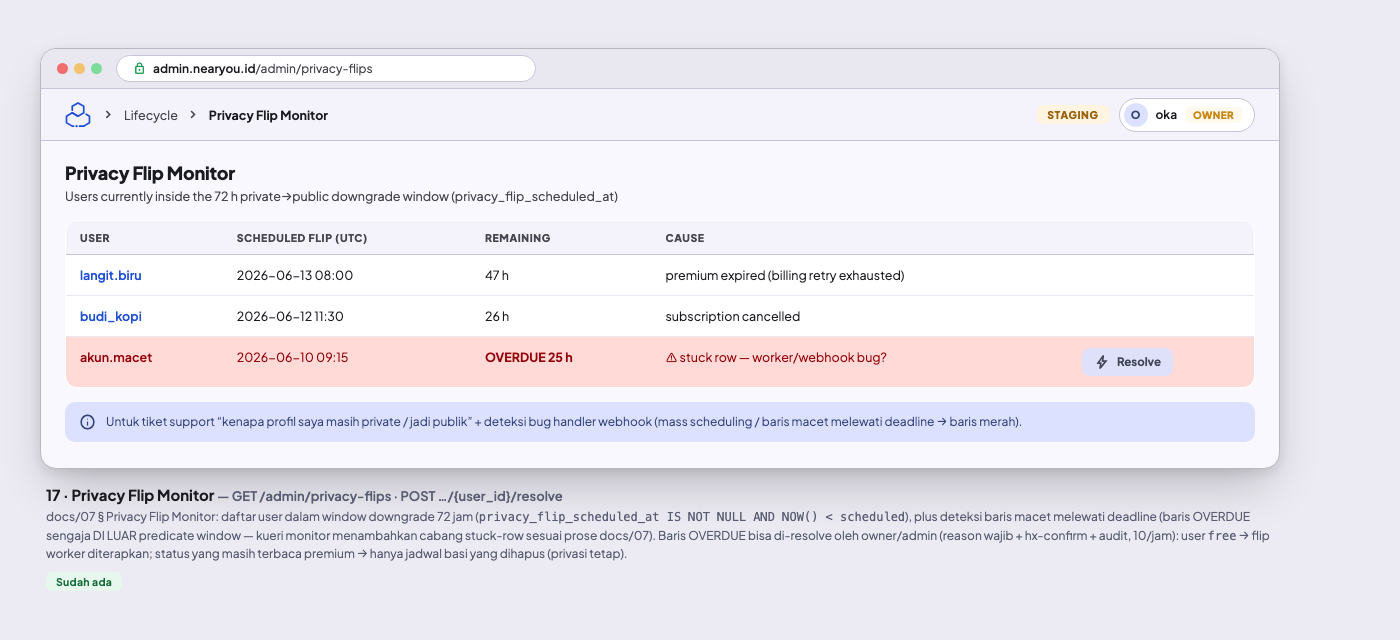 admin.nearyou.id/admin/privacy-flips
Lifecycle Privacy Flip Monitor STAGING O oka OWNER
Privacy Flip Monitor
Users currently inside the 72 h private→public downgrade window (privacy_flip_scheduled_at)
USER SCHEDULED FLIP (UTC) REMAINING CAUSE
langit.biru 2026-06-13 08:00 47 h premium expired (billing retry exhausted)
budi_kopi 2026-06-12 11:30 26 h subscription cancelled
akun.macet 2026-06-10 09:15 OVERDUE 25 h ⚠ stuck row — worker/webhook bug? Resolve
Untuk tiket support “kenapa profil saya masih private / jadi publik” + deteksi bug handler webhook (mass scheduling / baris macet melewati deadline → baris merah).
17 · Privacy Flip Monitor — GET /admin/privacy-flips · POST …/{user_id}/resolve
docs/07 § Privacy Flip Monitor: daftar user dalam window downgrade 72 jam (privacy_flip_scheduled_at IS NOT NULL AND NOW() < scheduled), plus deteksi baris macet melewati deadline (baris OVERDUE
sengaja DI LUAR predicate window — kueri monitor menambahkan cabang stuck-row sesuai prose docs/07). Baris OVERDUE bisa di-resolve oleh owner/admin (reason wajib + hx-confirm + audit, 10/jam): user free → flip
worker diterapkan; status yang masih terbaca premium → hanya jadwal basi yang dihapus (privasi tetap).
Sudah ada